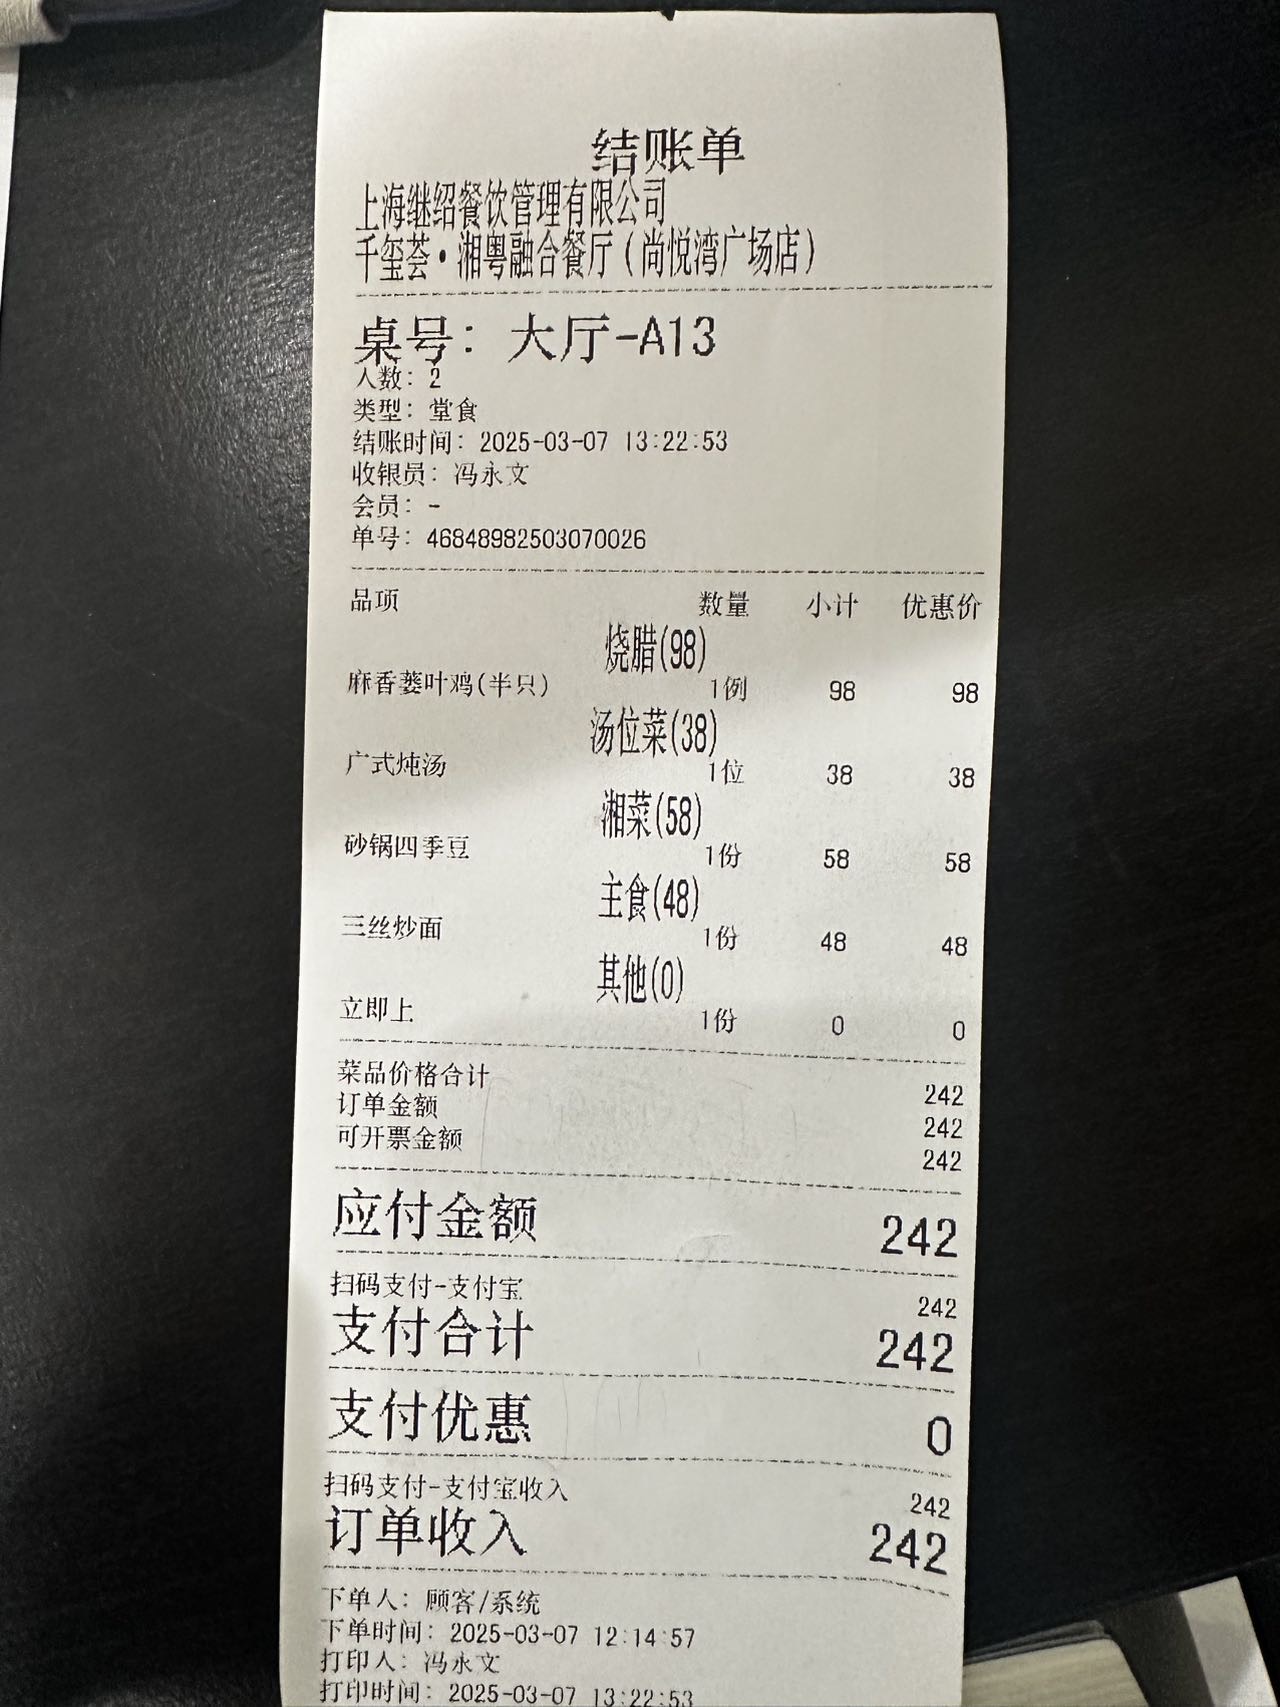 结账单
上海继绍餐饮管理有限公司
千玺荟·湘粤融合餐厅(尚悦湾广场店)
桌号: 大厅-A13
人数: 2
类型: 堂食
结账时间: 2025-03-07 13:22:53
收银员: 冯永文
会员: -
单号: 46848982503070026
品项 数量 小计 优惠价
烧腊(98)
麻香蒌叶鸡(半只) 1例 98 98
汤位菜(38)
广式炖汤 1位 38 38
湘菜(58)
砂锅四季豆 1份 58 58
主食(48)
三丝炒面 1份 48 48
其他(0)
立即上 1份 0 0
菜品价格合计 242
订单金额 242
可开票金额 242
应付金额 242
扫码支付-支付宝 242
支付合计 242
支付优惠 0
扫码支付-支付宝收入 242
订单收入 242
下单人: 顾客/系统
下单时间: 2025-03-07 12:14:57
打印人: 冯永文
打印时间: 2025-03-07 13:22:53